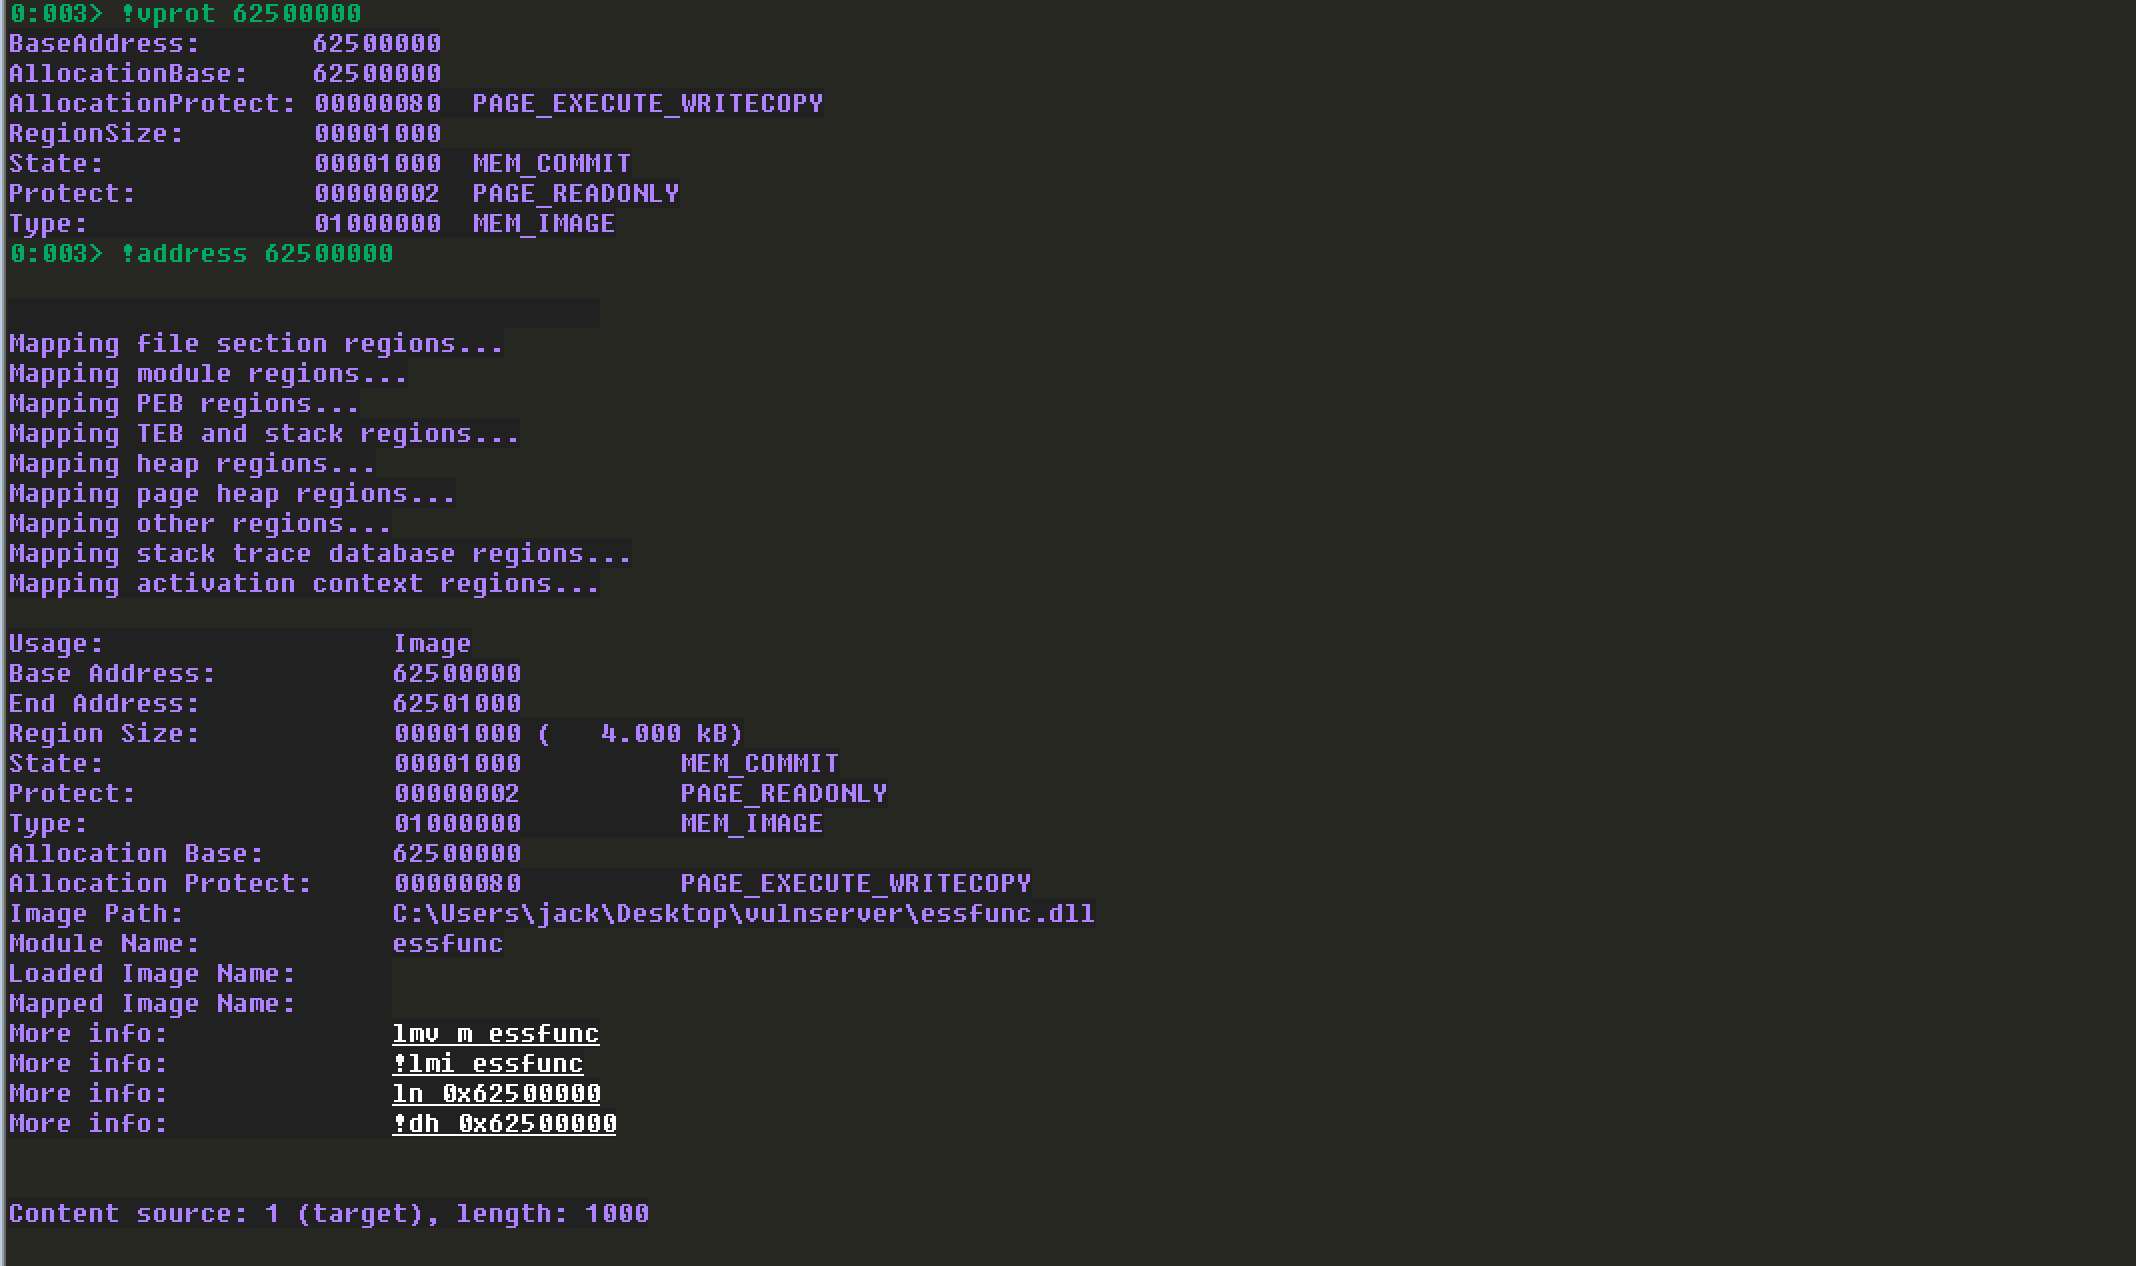 0:003> !vprot 62500000
BaseAddress:       62500000
AllocationBase:    62500000
AllocationProtect: 00000080  PAGE_EXECUTE_WRITECOPY
RegionSize:        00001000
State:             00001000  MEM_COMMIT
Protect:           00000002  PAGE_READONLY
Type:              01000000  MEM_IMAGE
0:003> !address 62500000
Mapping file section regions...
Mapping module regions...
Mapping PEB regions...
Mapping TEB and stack regions...
Mapping heap regions...
Mapping page heap regions...
Mapping other regions...
Mapping stack trace database regions...
Mapping activation context regions...
Usage:                  Image
Base Address:           62500000
End Address:            62501000
Region Size:            00001000 (   4.000 kB)
State:                  00001000          MEM_COMMIT
Protect:                00000002          PAGE_READONLY
Type:                   01000000          MEM_IMAGE
Allocation Base:        62500000
Allocation Protect:     00000080          PAGE_EXECUTE_WRITECOPY
Image Path:             C:\Users\jack\Desktop\vulnserver\essfunc.dll
Module Name:            essfunc
Loaded Image Name:
Mapped Image Name:
More info:              lmv m essfunc
More info:              !lmi essfunc
More info:              ln 0x62500000
More info:              !dh 0x62500000
Content source: 1 (target), length: 1000